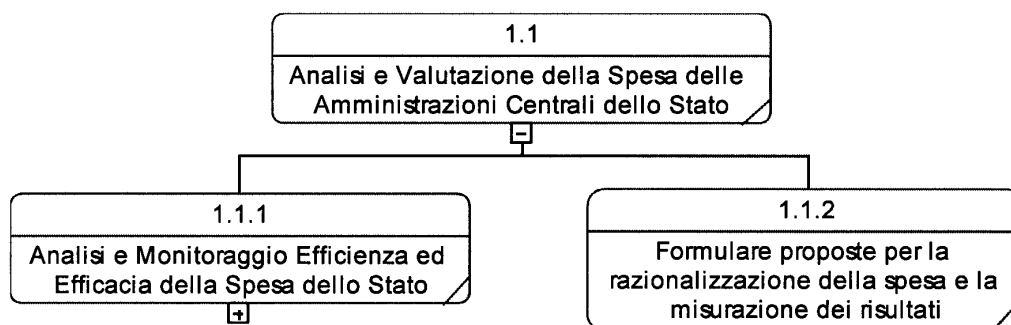 1.1
Analisi e Valutazione della Spesa delle
Amministrazioni Centrali dello Stato
1.1.1
Analisi e Monitoraggio Efficienza ed
Efficacia della Spesa dello Stato
1.1.2
Formulare proposte per la
razionalizzazione della spesa e la
misurazione dei risultati